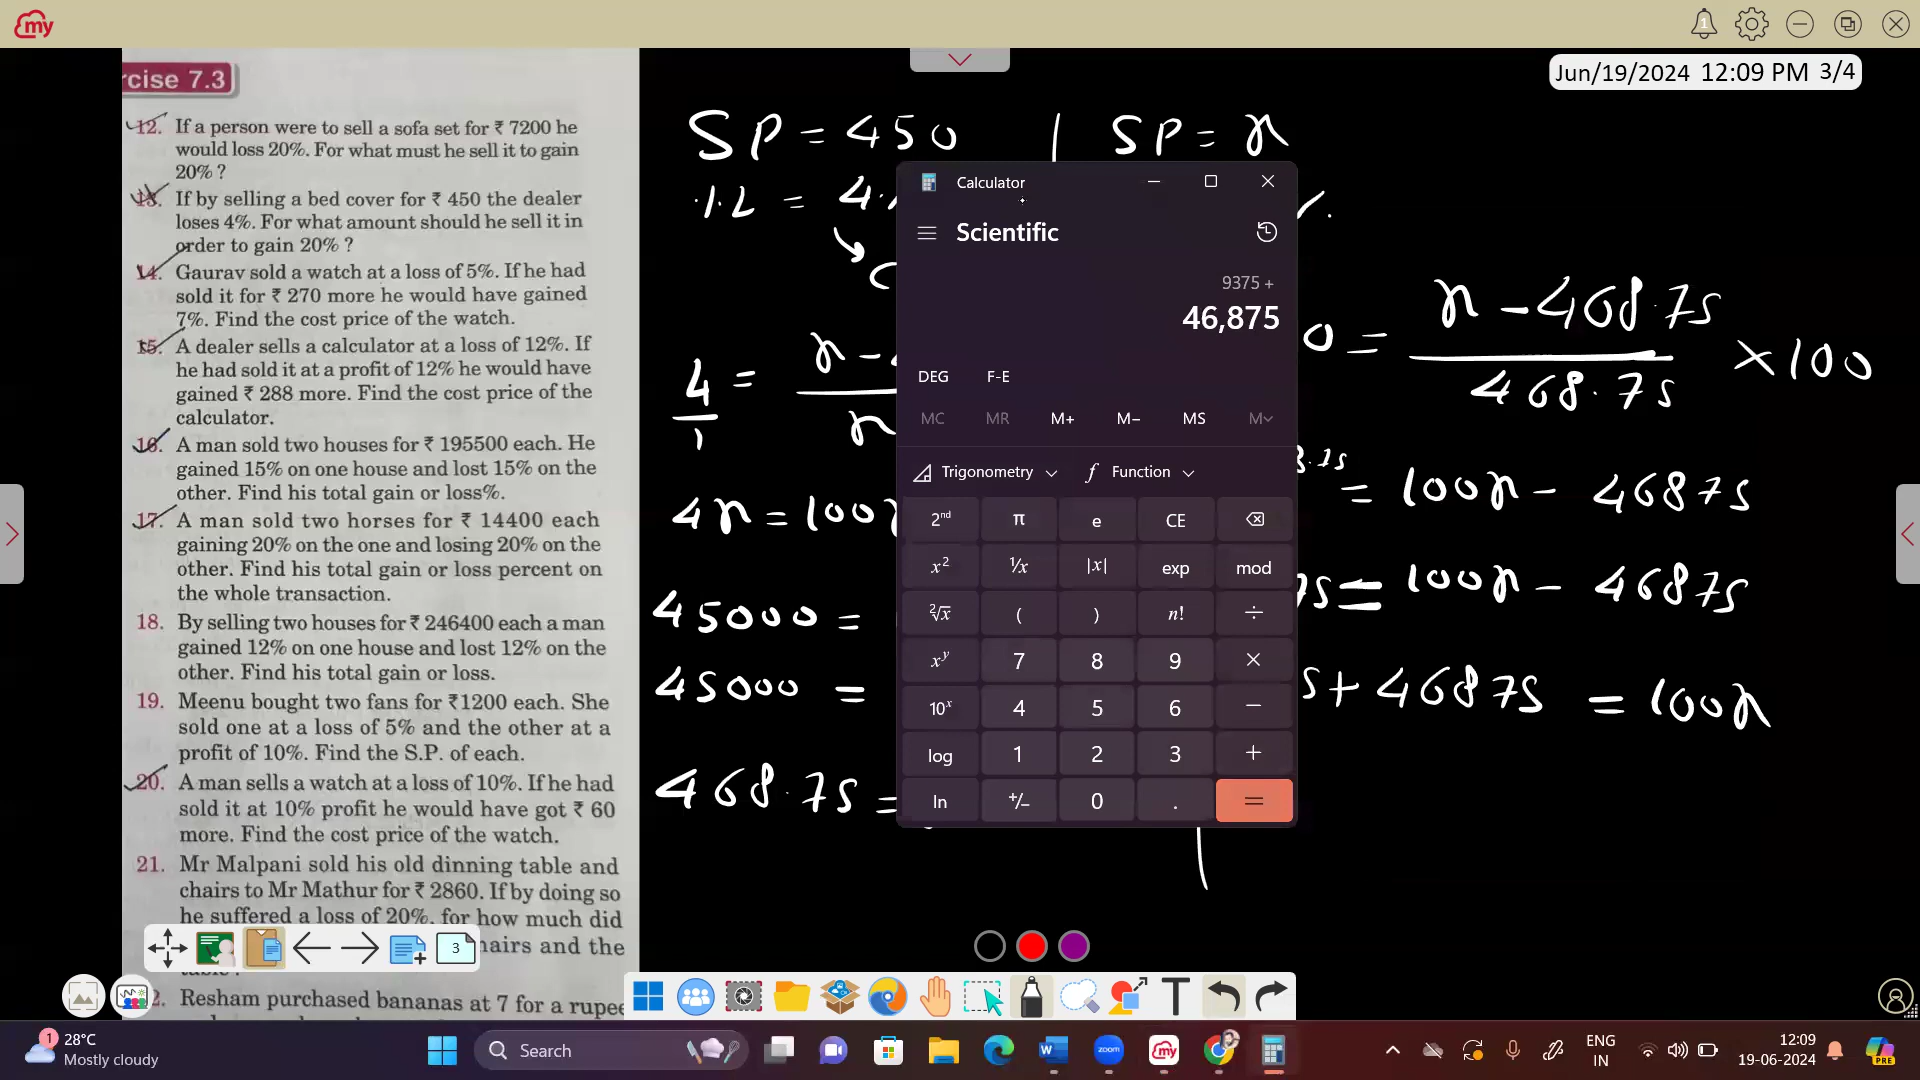 my
Jun/19/2024 12:09 PM 3/4
rcise 7.3
12. If a person were to sell a sofa set for ₹ 7200 he
would loss 20%. For what must he sell it to gain
20% ?
13. If by selling a bed cover for ₹ 450 the dealer
loses 4%. For what amount should he sell it in
order to gain 20% ?
14. Gaurav sold a watch at a loss of 5%. If he had
sold it for ₹ 270 more he would have gained
7%. Find the cost price of the watch.
15. A dealer sells a calculator at a loss of 12%. If
he had sold it at a profit of 12% he would have
gained ₹ 288 more. Find the cost price of the
calculator.
16. A man sold two houses for ₹ 195500 each. He
gained 15% on one house and lost 15% on the
other. Find his total gain or loss%.
17. A man sold two horses for ₹ 14400 each
gaining 20% on the one and losing 20% on the
other. Find his total gain or loss percent on
the whole transaction.
18. By selling two houses for ₹ 246400 each a man
gained 12% on one house and lost 12% on the
other. Find his total gain or loss.
19. Meenu bought two fans for ₹1200 each. She
sold one at a loss of 5% and the other at a
profit of 10%. Find the S.P. of each.
20. A man sells a watch at a loss of 10%. If he had
sold it at 10% profit he would have got ₹ 60
more. Find the cost price of the watch.
21. Mr Malpani sold his old dinning table and
chairs to Mr Mathur for ₹ 2860. If by doing so
he suffered a loss of 20%, for how much did
hairs and the
2. Resham purchased bananas at 7 for a rupee
SP = 450
%L = 4
4/1 =
4x = 100
45000 =
45000 =
468.75 =
SP = x
0 = x - 468.75 / 468.75 × 100
= 100x - 46875
75 = 100x - 46875
5 + 46875 = 100x
Calculator
Scientific
9375 +
46,875
DEG F-E
MC MR M+ M− MS M
Trigonometry f Function
2nd π e CE
x² ¹/x |x| exp mod
²√x ( ) n! ÷
xʸ 7 8 9 ×
10ˣ 4 5 6 −
log 1 2 3 +
ln +/− 0 . =
3
T
1
28°C
Mostly cloudy
Search
zoom
my
ENG
IN
12:09
19-06-2024
PRE